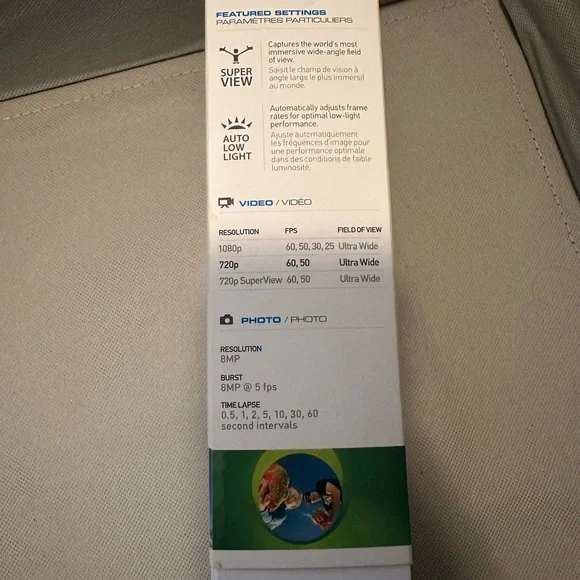 FEATURED SETTINGS
PARAMÈTRES PARTICULIERS
SUPER
VIEW
Captures the world's most
immersive wide-angle field
of view.
Saisit le champ de vision à
angle large le plus immersif
au monde.
AUTO
LOW
LIGHT
Automatically adjusts frame
rates for optimal low-light
performance.
Ajuste automatiquement
les fréquences d'image pour
une performance optimale
dans des conditions de faible
luminosité.
VIDEO / VIDÉO
RESOLUTION FPS FIELD OF VIEW
1080p 60, 50, 30, 25 Ultra Wide
720p 60, 50 Ultra Wide
720p SuperView 60, 50 Ultra Wide
PHOTO / PHOTO
RESOLUTION
8MP
BURST
8MP @ 5 fps
TIME LAPSE
0.5, 1, 2, 5, 10, 30, 60
second intervals